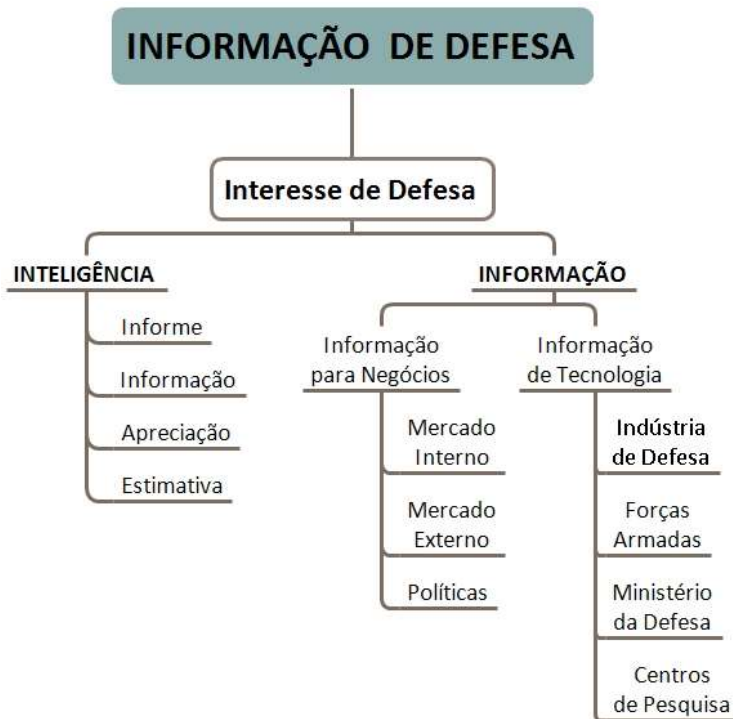 INFORMAÇÃO DE DEFESA
Interesse de Defesa
INTELIGÊNCIA
Informe
Informação
Apreciação
Estimativa
INFORMAÇÃO
Informação
para Negócios
Mercado
Interno
Mercado
Externo
Políticas
Informação
de Tecnologia
Indústria
de Defesa
Forças
Armadas
Ministério
da Defesa
Centros
de Pesquisa